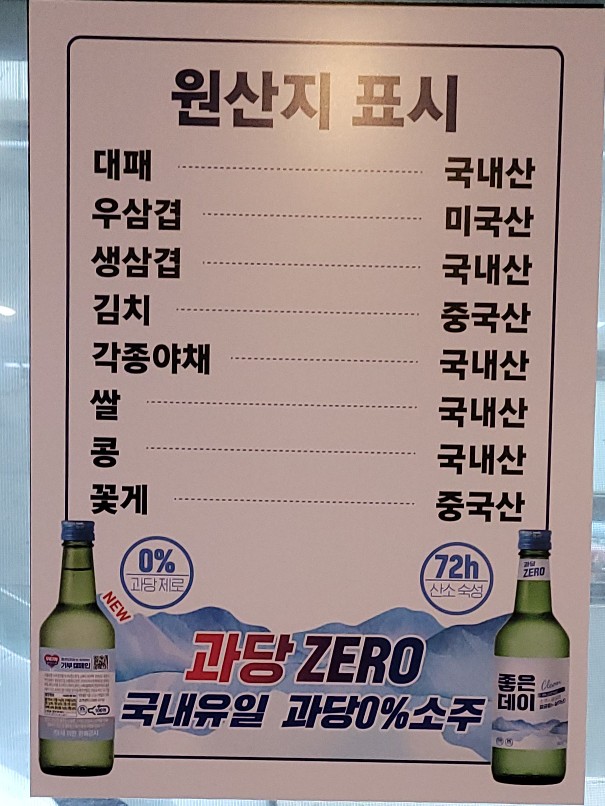 원산지 표시
대패 국내산
우삼겹 미국산
생삼겹 국내산
김치 중국산
각종야채 국내산
쌀 국내산
콩 국내산
꽃게 중국산
0%
과당제로
72h
산소숙성
NEW
과당 ZERO
국내유일 과당0%소주
과당
ZERO
좋은
데이